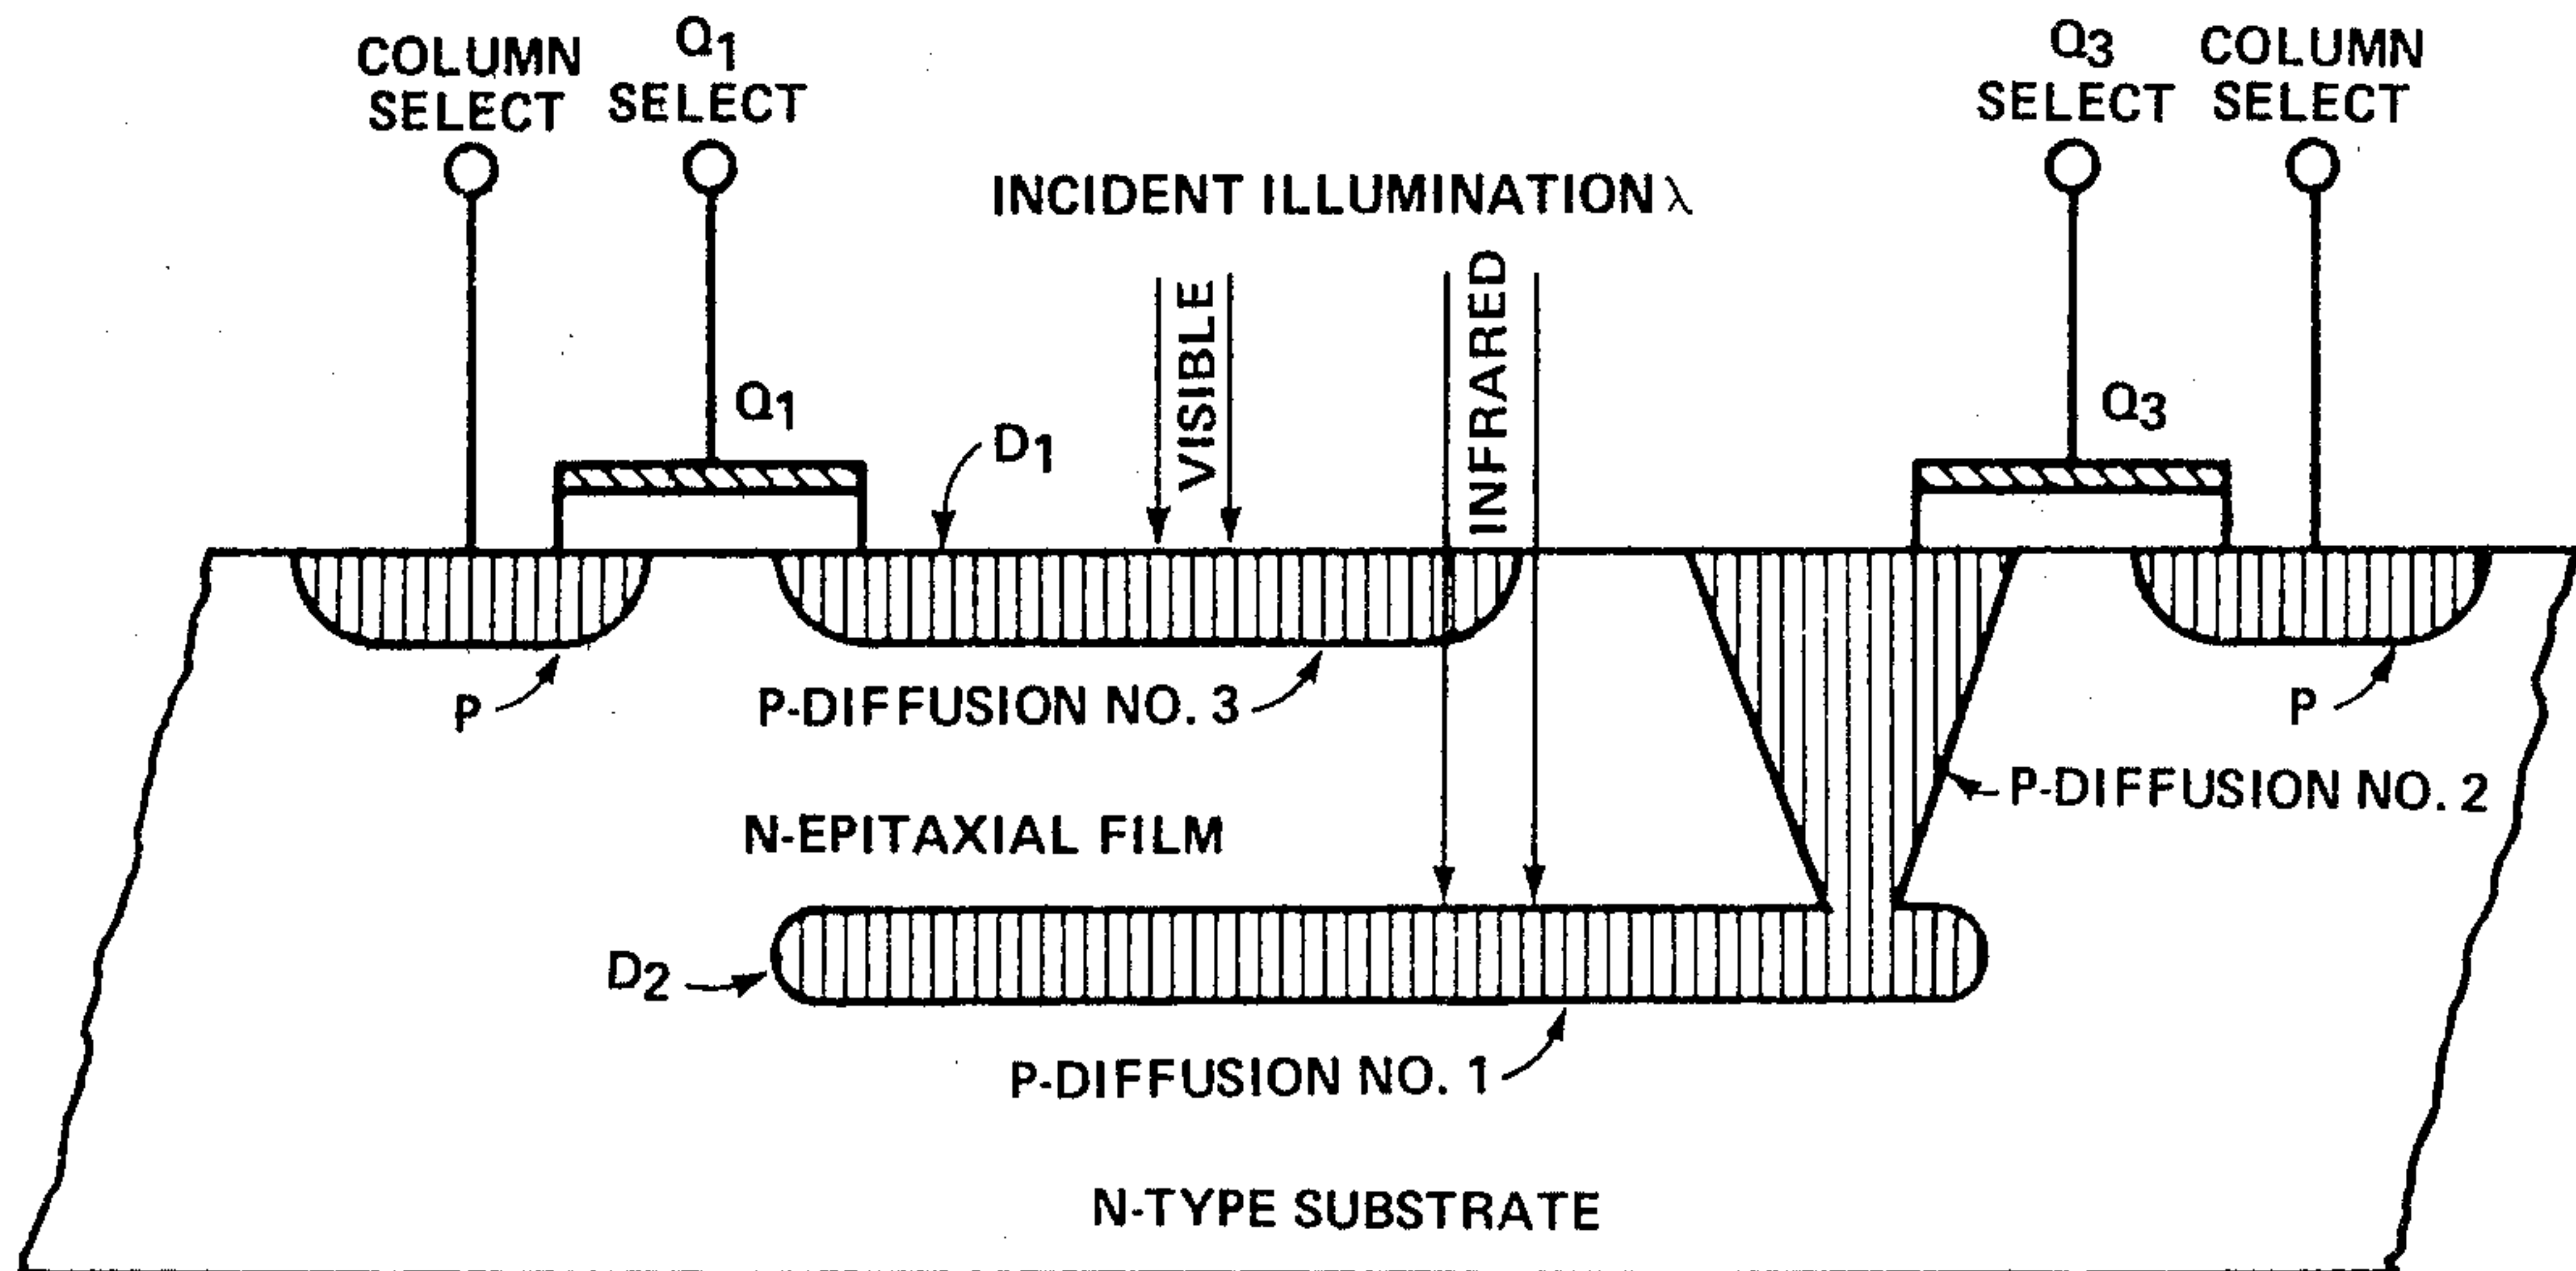 COLUMN
SELECT
Q1
SELECT
Q3
SELECT
COLUMN
SELECT
INCIDENT ILLUMINATION λ
VISIBLE
INFRARED
Q1
Q3
D1
P
P-DIFFUSION NO. 3
P
P-DIFFUSION NO. 2
N-EPITAXIAL FILM
D2
P-DIFFUSION NO. 1
N-TYPE SUBSTRATE